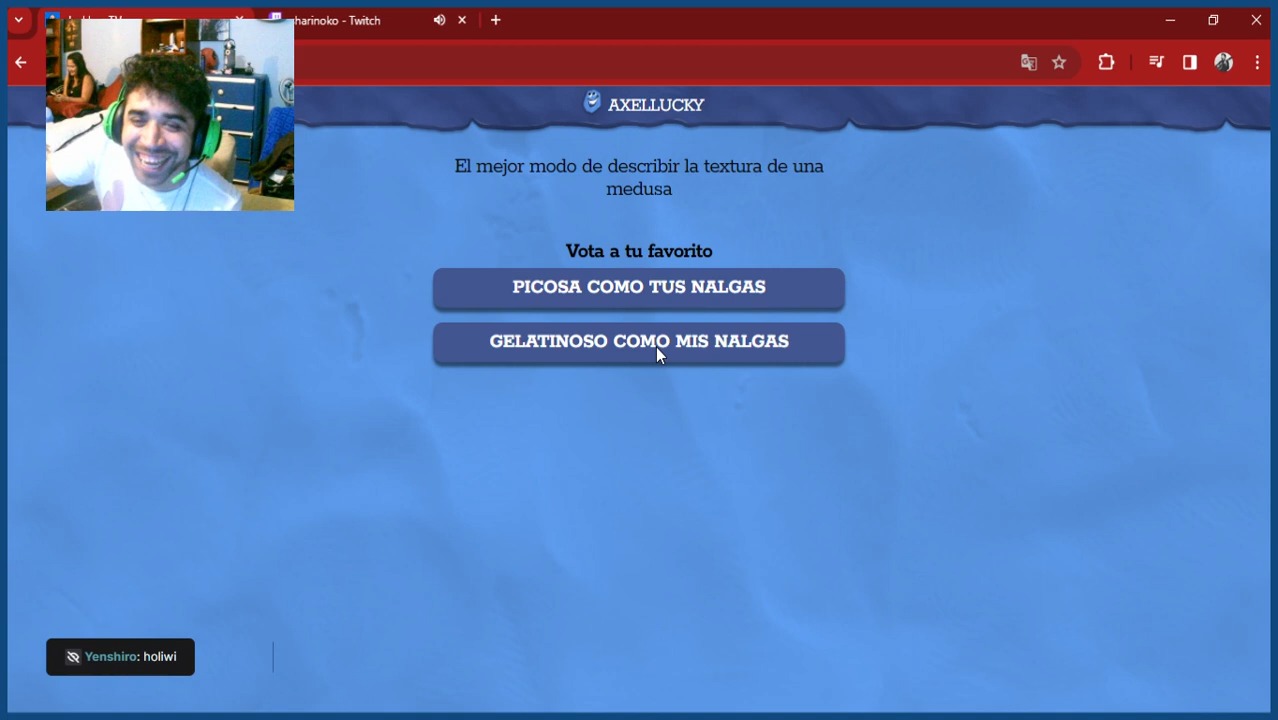 harinoko - Twitch
AXELLUCKY
El mejor modo de describir la textura de una
medusa
Vota a tu favorito
PICOSA COMO TUS NALGAS
GELATINOSO COMO MIS NALGAS
Yenshiro: holiwi